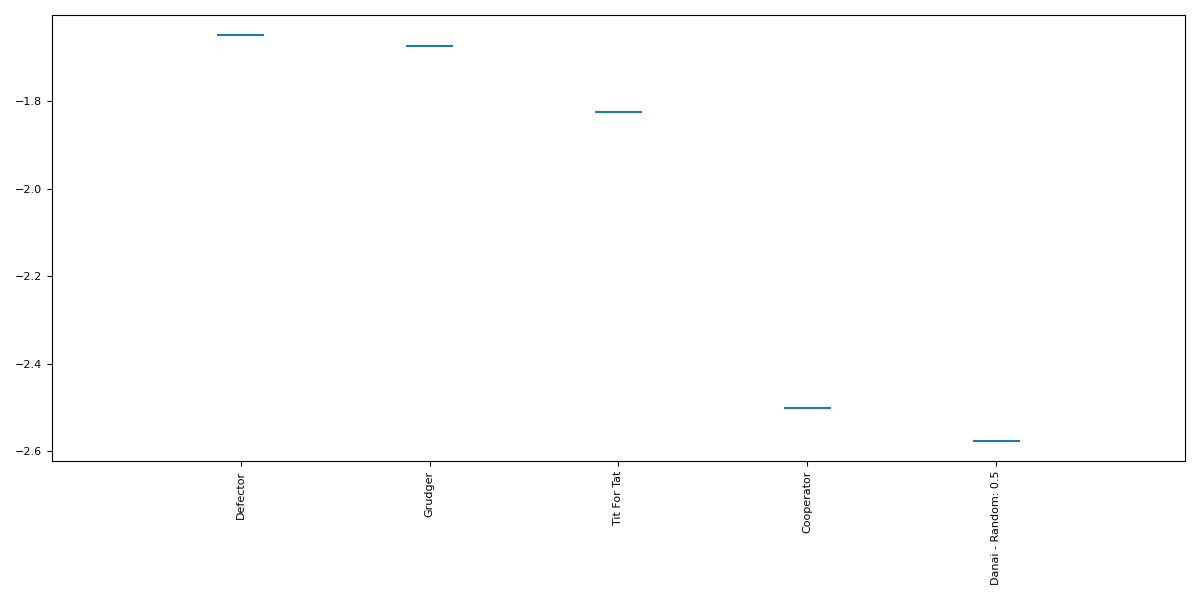 −1.8
−2.0
−2.2
−2.4
−2.6
Defector
Grudger
Tit For Tat
Cooperator
Danai - Random: 0.5